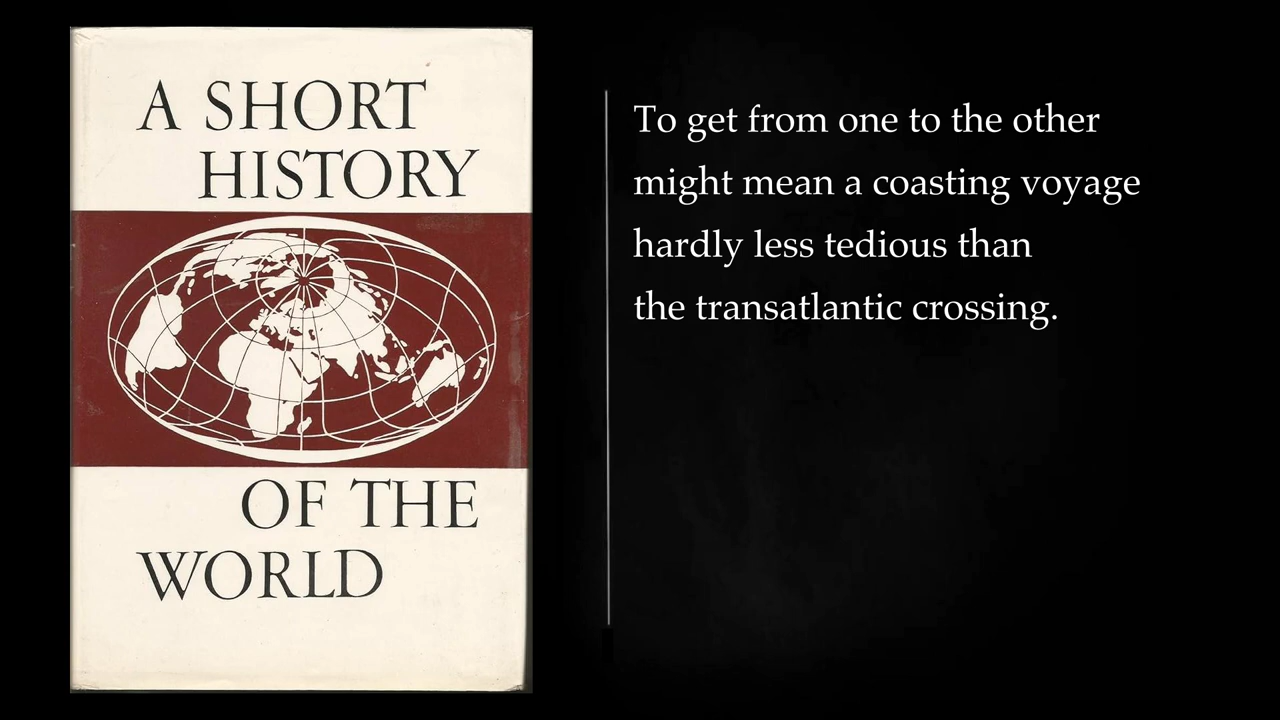 A SHORT
HISTORY
OF THE
WORLD
To get from one to the other
might mean a coasting voyage
hardly less tedious than
the transatlantic crossing.